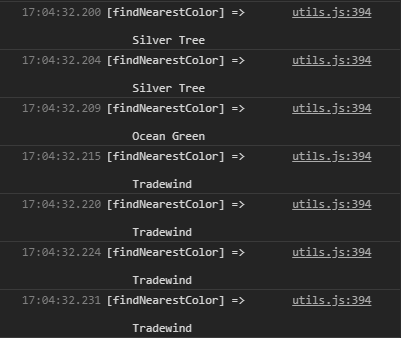 17:04:32.200 [findNearestColor] => utils.js:394
Silver Tree
17:04:32.204 [findNearestColor] => utils.js:394
Silver Tree
17:04:32.209 [findNearestColor] => utils.js:394
Ocean Green
17:04:32.215 [findNearestColor] => utils.js:394
Tradewind
17:04:32.220 [findNearestColor] => utils.js:394
Tradewind
17:04:32.224 [findNearestColor] => utils.js:394
Tradewind
17:04:32.231 [findNearestColor] => utils.js:394
Tradewind